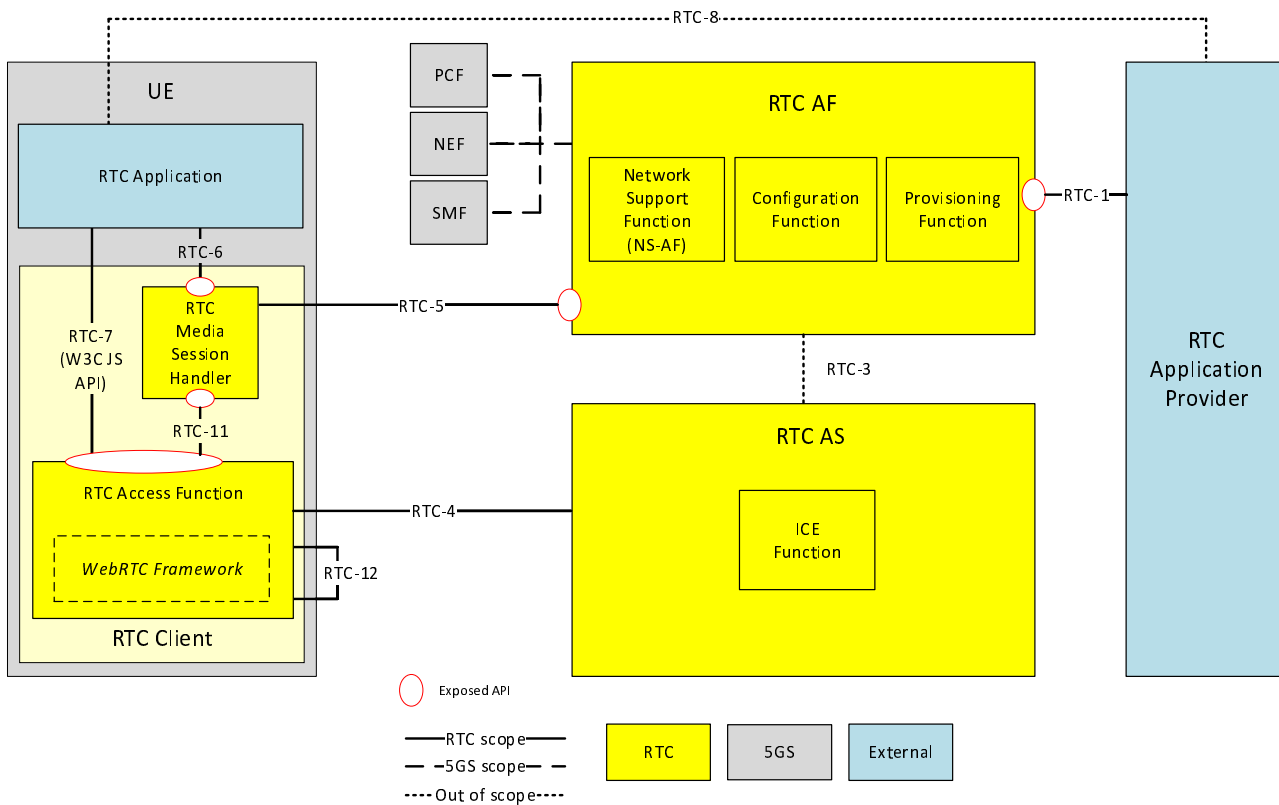 RTC-8
UE
RTC Application
PCF
NEF
SMF
RTC AF
Network
Support
Function
(NS-AF)
Configuration
Function
Provisioning
Function
RTC-1
RTC-6
RTC
Media
Session
Handler
RTC-5
RTC-7
(W3C JS
API)
RTC-11
RTC-3
RTC
Application
Provider
RTC AS
RTC Access Function
RTC-4
ICE
Function
WebRTC Framework
RTC-12
RTC Client
Exposed API
RTC scope
5GS scope
Out of scope
RTC
5GS
External